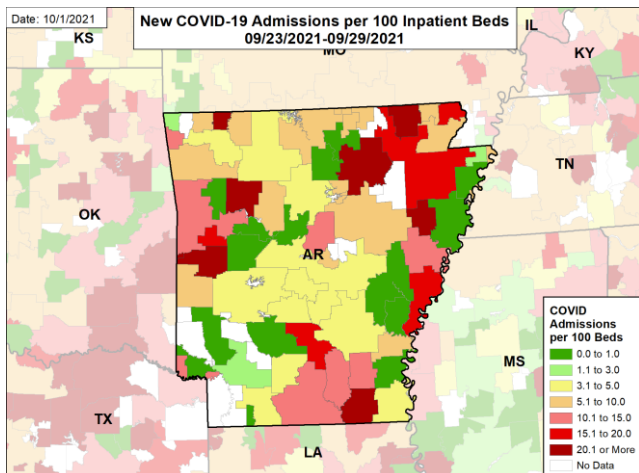 Date: 10/1/2021
New COVID-19 Admissions per 100 Inpatient Beds
09/23/2021-09/29/2021
KS
MO
IL
KY
TN
OK
AR
MS
TX
LA
COVID
Admissions
per 100 Beds
0.0 to 1.0
1.1 to 3.0
3.1 to 5.0
5.1 to 10.0
10.1 to 15.0
15.1 to 20.0
20.1 or More
No Data